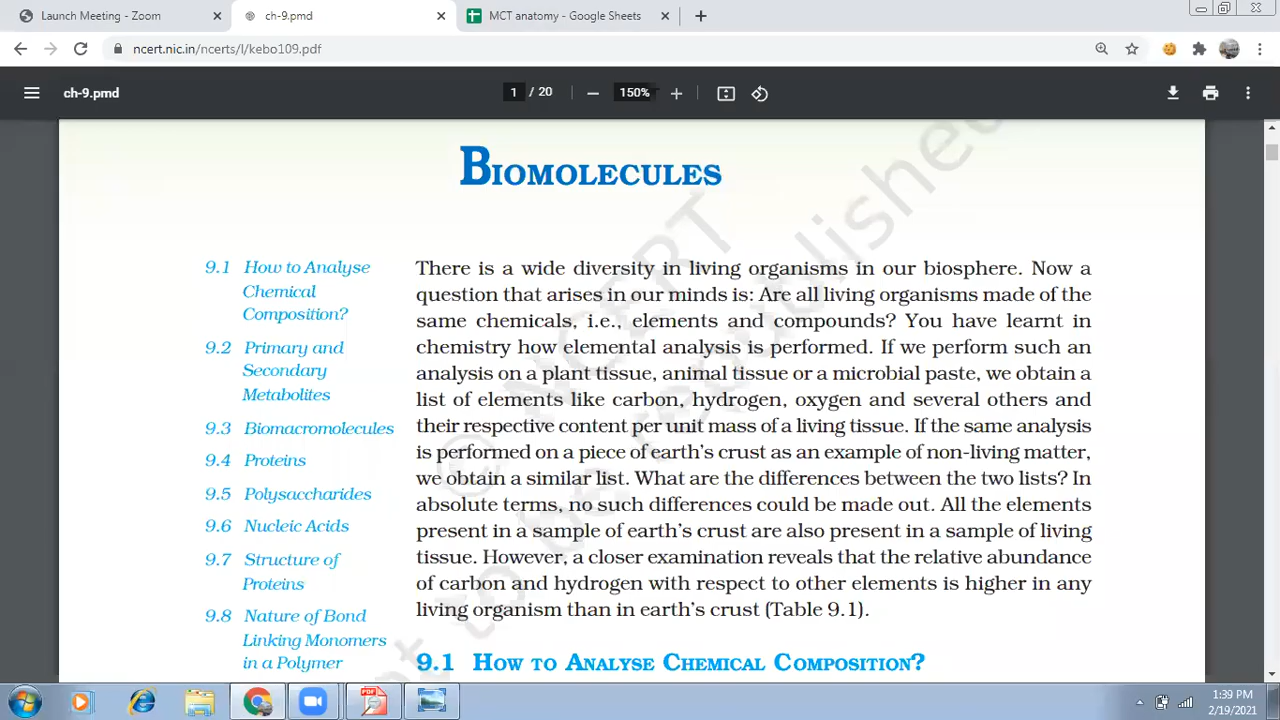 Launch Meeting - Zoom
ch-9.pmd
MCT anatomy - Google Sheets
ncert.nic.in/ncerts/l/kebo109.pdf
ch-9.pmd
1 / 20
150%
BIOMOLECULES
9.1 How to Analyse
Chemical
Composition?
9.2 Primary and
Secondary
Metabolites
9.3 Biomacromolecules
9.4 Proteins
9.5 Polysaccharides
9.6 Nucleic Acids
9.7 Structure of
Proteins
9.8 Nature of Bond
Linking Monomers
in a Polymer
There is a wide diversity in living organisms in our biosphere. Now a
question that arises in our minds is: Are all living organisms made of the
same chemicals, i.e., elements and compounds? You have learnt in
chemistry how elemental analysis is performed. If we perform such an
analysis on a plant tissue, animal tissue or a microbial paste, we obtain a
list of elements like carbon, hydrogen, oxygen and several others and
their respective content per unit mass of a living tissue. If the same analysis
is performed on a piece of earth's crust as an example of non-living matter,
we obtain a similar list. What are the differences between the two lists? In
absolute terms, no such differences could be made out. All the elements
present in a sample of earth's crust are also present in a sample of living
tissue. However, a closer examination reveals that the relative abundance
of carbon and hydrogen with respect to other elements is higher in any
living organism than in earth's crust (Table 9.1).
9.1 HOW TO ANALYSE CHEMICAL COMPOSITION?
© NCERT
not to be republished
1:39 PM
2/19/2021